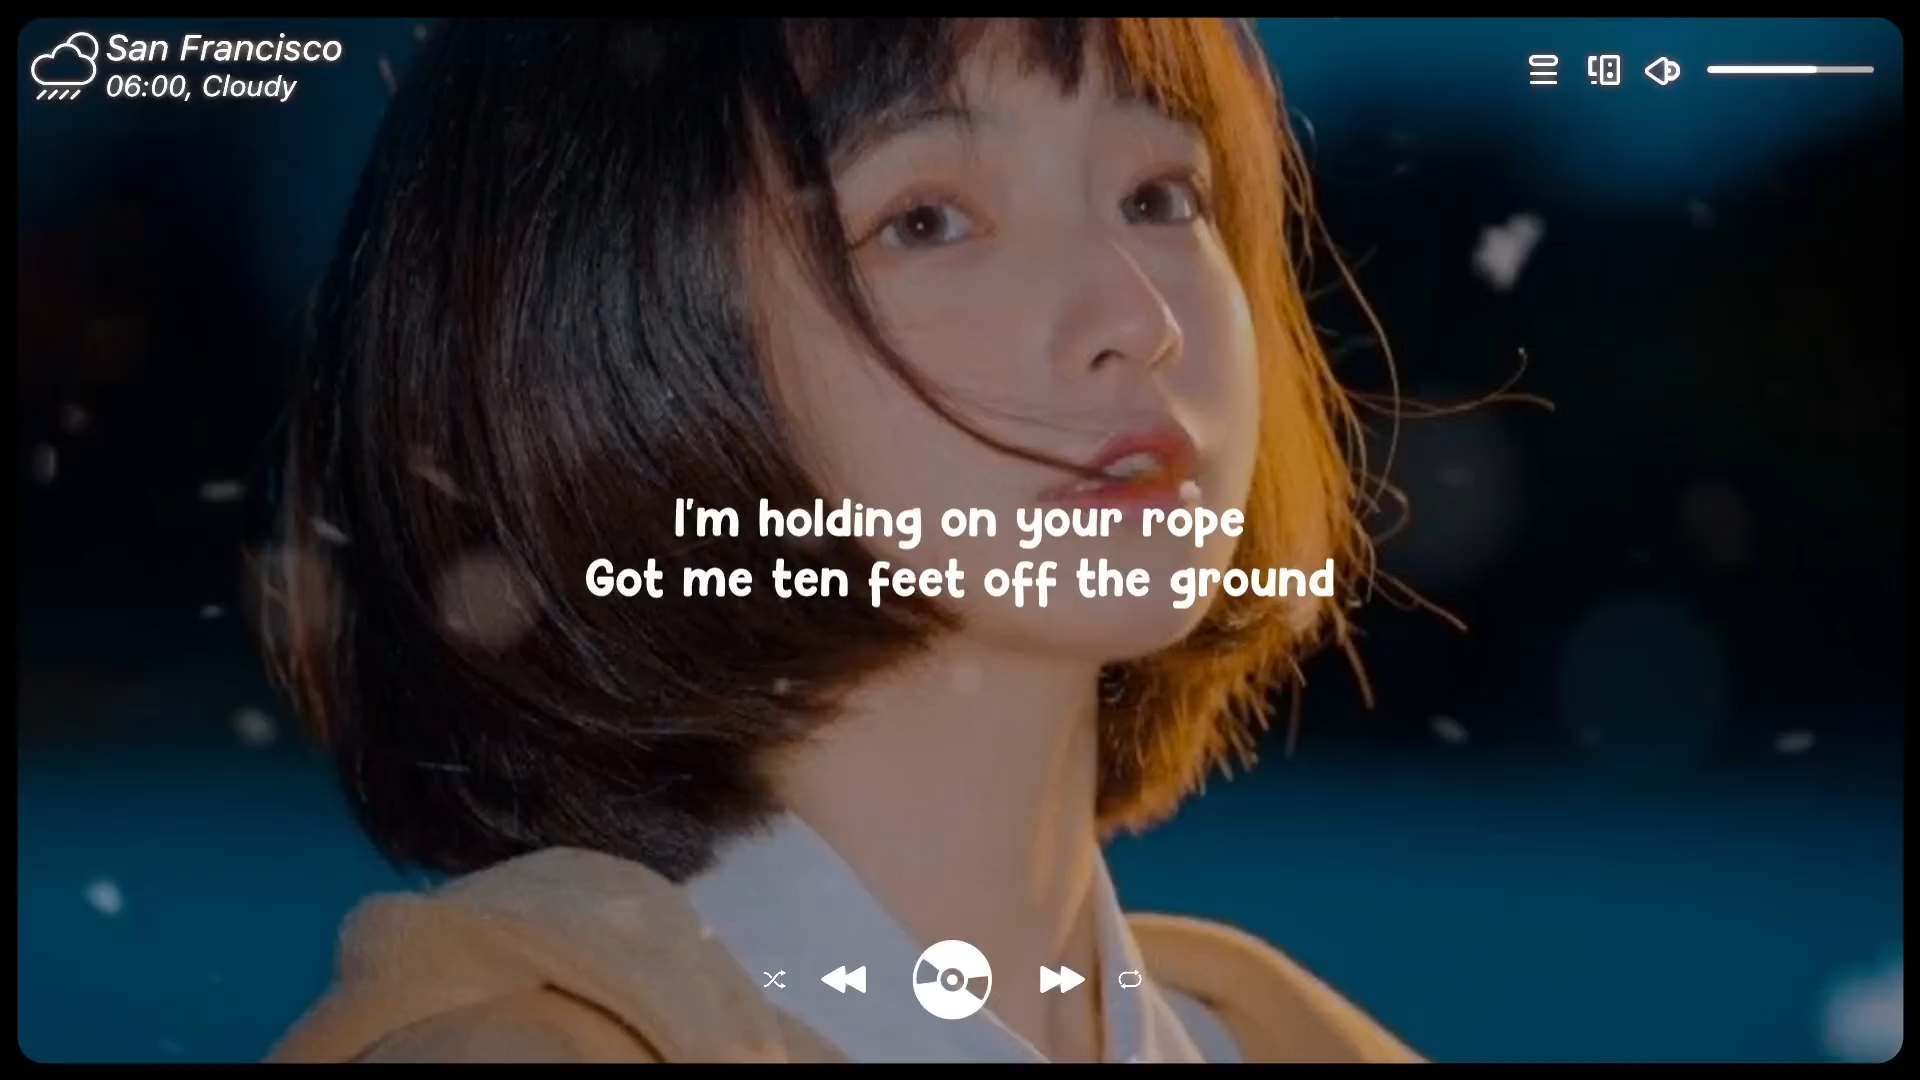 San Francisco
06:00, Cloudy
I'm holding on your rope
Got me ten feet off the ground